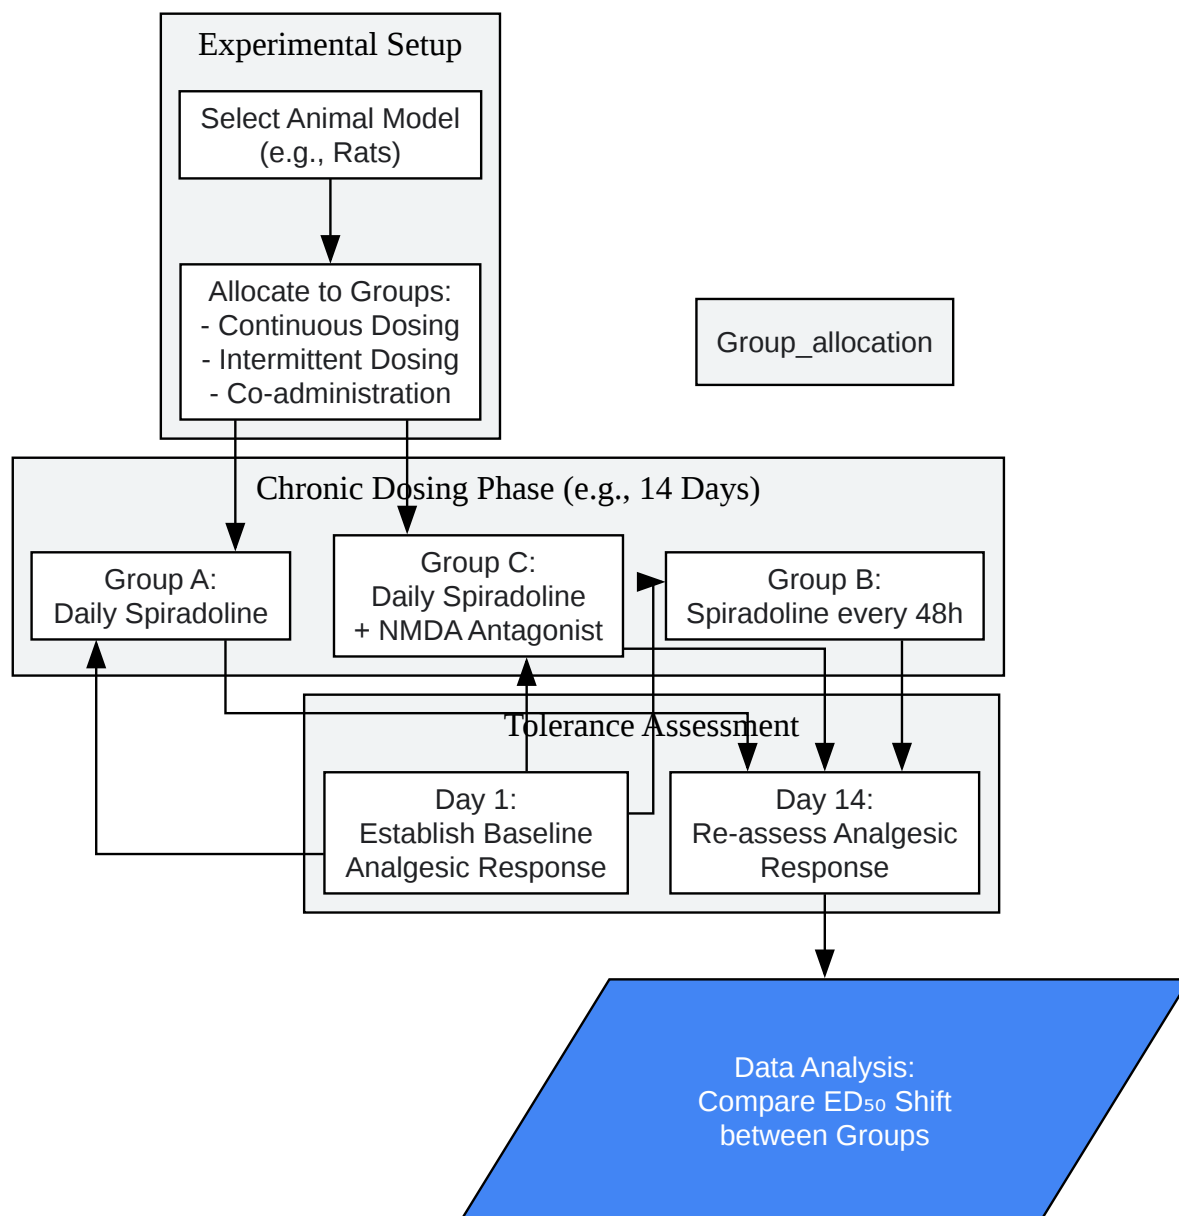 Experimental Setup
Select Animal Model
(e.g., Rats)
Allocate to Groups:
- Continuous Dosing
- Intermittent Dosing
- Co-administration
Group_allocation
Chronic Dosing Phase (e.g., 14 Days)
Group A:
Daily Spiradoline
Group C:
Daily Spiradoline
+ NMDA Antagonist
Group B:
Spiradoline every 48h
Tolerance Assessment
Day 1:
Establish Baseline
Analgesic Response
Day 14:
Re-assess Analgesic
Response
Data Analysis:
Compare ED₅₀ Shift
between Groups